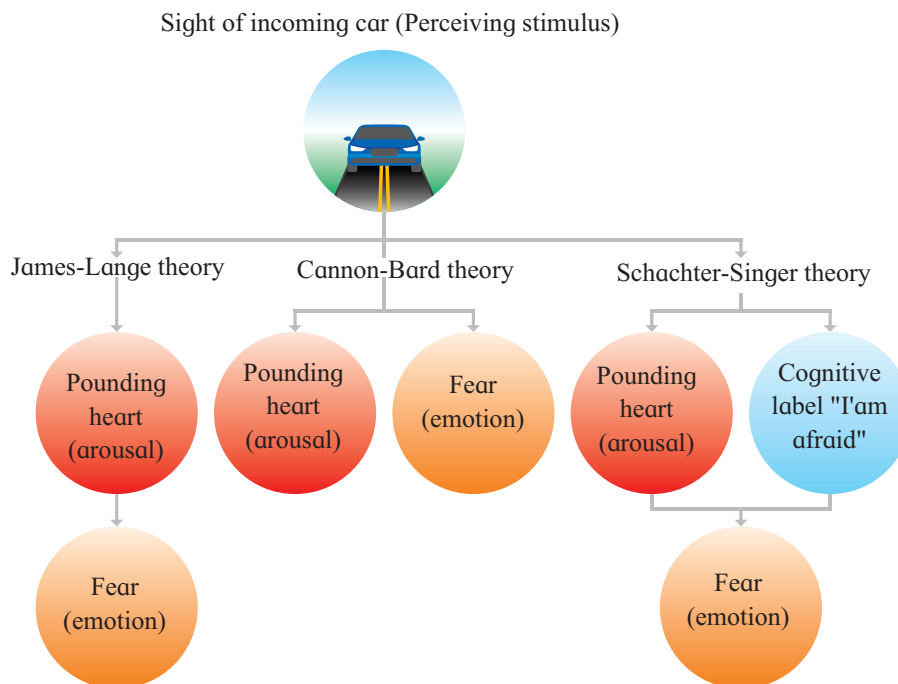 Sight of incoming car (Perceiving stimulus)
James-Lange theory
Cannon-Bard theory
Schachter-Singer theory
Pounding
heart
(arousal)
Pounding
heart
(arousal)
Fear
(emotion)
Pounding
heart
(arousal)
Cognitive
label "I'am
afraid"
Fear
(emotion)
Fear
(emotion)